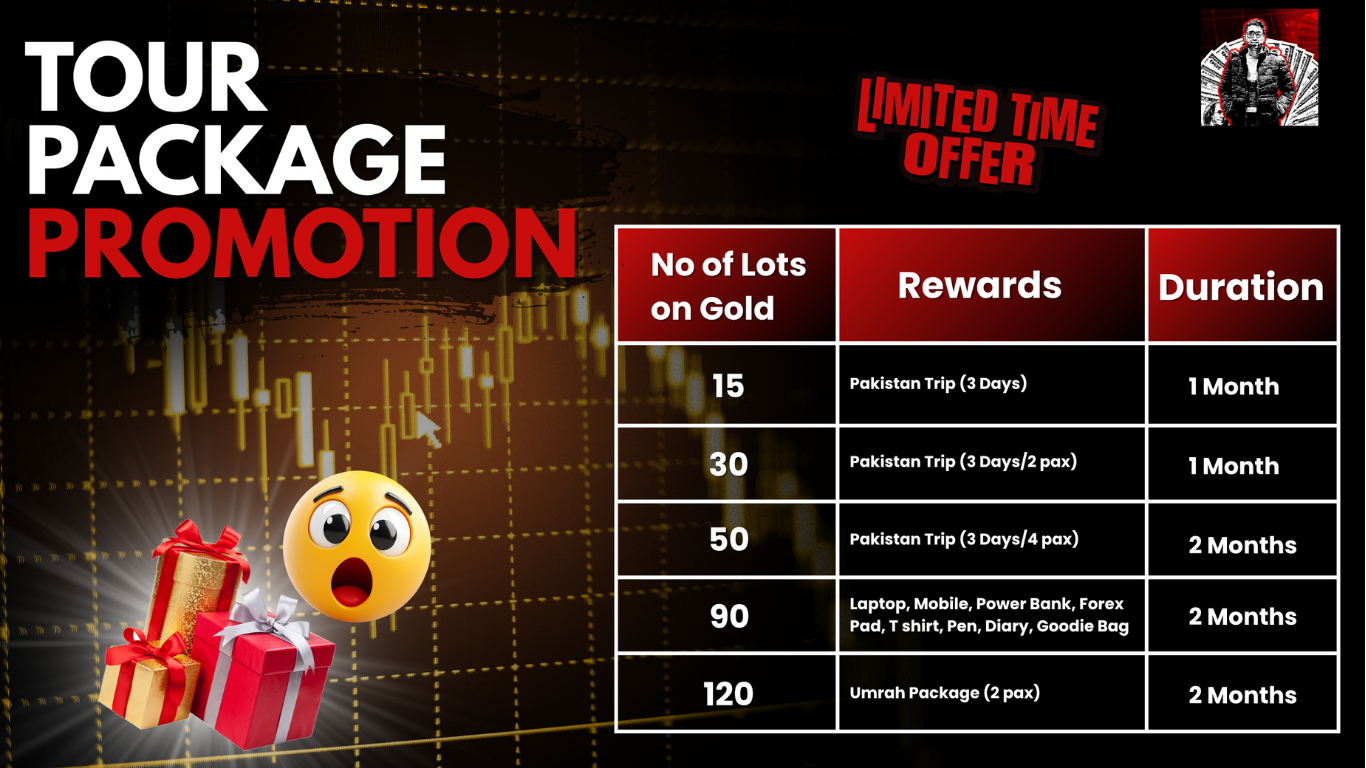 TOUR
PACKAGE
PROMOTION
LIMITED TIME
OFFER
No of Lots
on Gold
Rewards
Duration
15
Pakistan Trip (3 Days)
1 Month
30
Pakistan Trip (3 Days/2 pax)
1 Month
50
Pakistan Trip (3 Days/4 pax)
2 Months
90
Laptop, Mobile, Power Bank, Forex
Pad, T shirt, Pen, Diary, Goodie Bag
2 Months
120
Umrah Package (2 pax)
2 Months